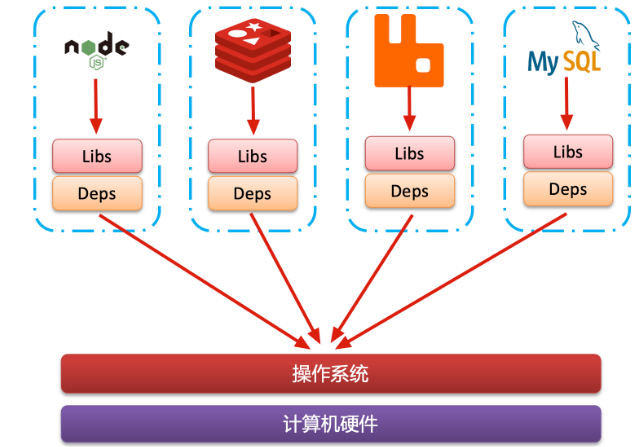 node
JS
MySQL
Libs
Libs
Libs
Libs
Deps
Deps
Deps
Deps
操作系统
计算机硬件